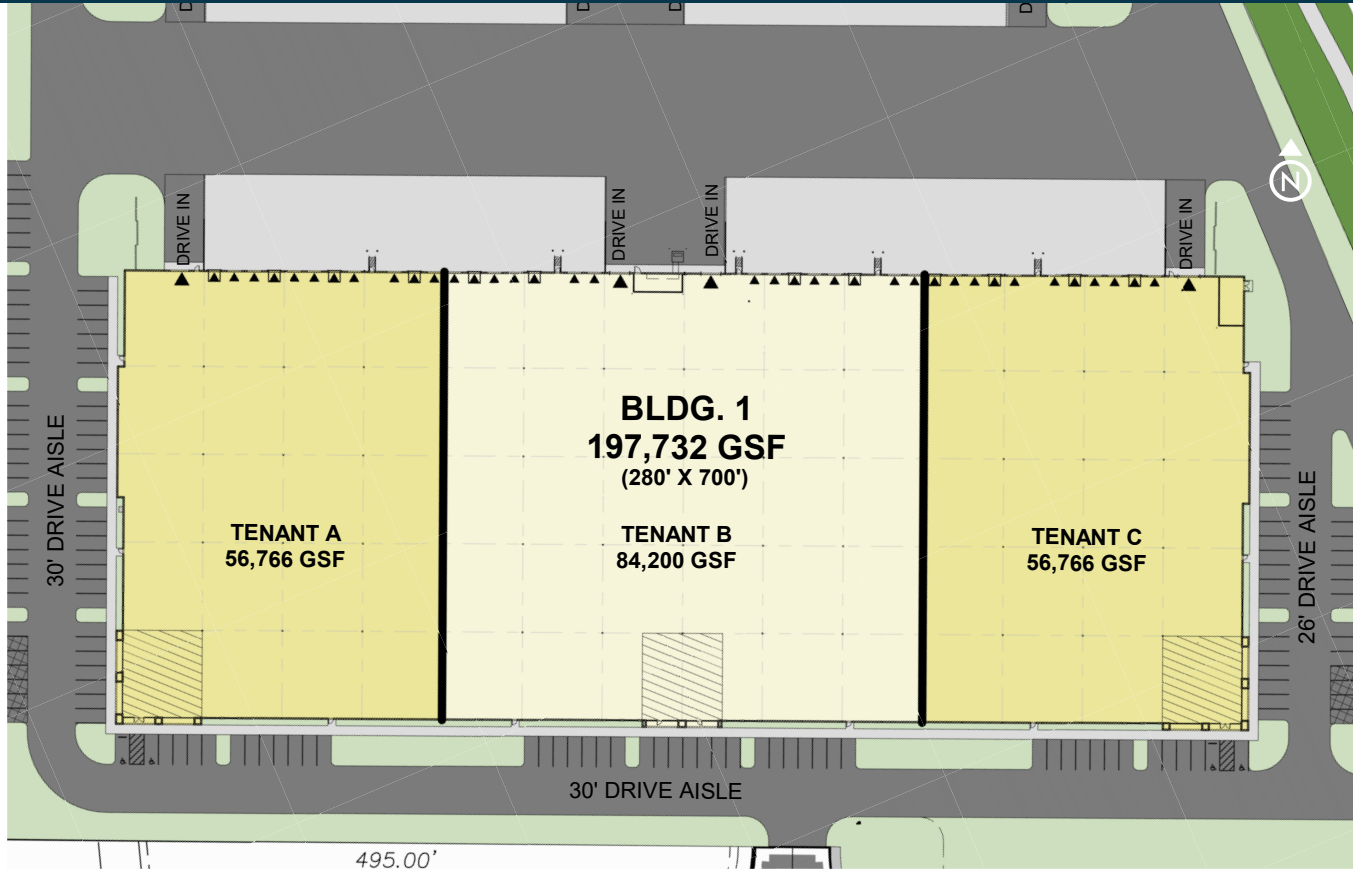 DRIVE IN
DRIVE IN
DRIVE IN
DRIVE IN
N
BLDG. 1
197,732 GSF
(280' X 700')
TENANT A
56,766 GSF
TENANT B
84,200 GSF
TENANT C
56,766 GSF
30' DRIVE AISLE
26' DRIVE AISLE
30' DRIVE AISLE
495.00'